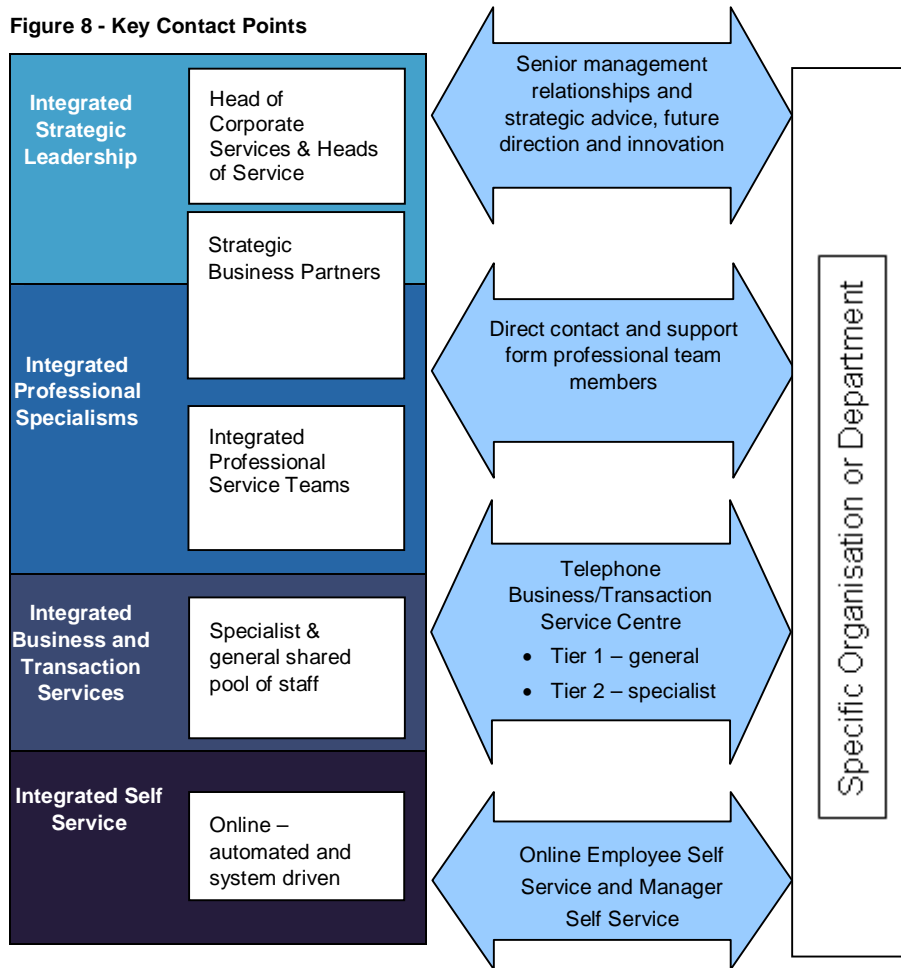 Figure 8 - Key Contact Points
Integrated
Strategic
Leadership
Head of
Corporate
Services & Heads
of Service
Senior management
relationships and
strategic advice, future
direction and innovation
Strategic
Business Partners
Integrated
Professional
Specialisms
Direct contact and support
form professional team
members
Integrated
Professional
Service Teams
Integrated
Business and
Transaction
Services
Specialist &
general shared
pool of staff
Telephone
Business/Transaction
Service Centre
• Tier 1 – general
• Tier 2 – specialist
Integrated Self
Service
Online –
automated and
system driven
Online Employee Self
Service and Manager
Self Service
Specific Organisation or Department